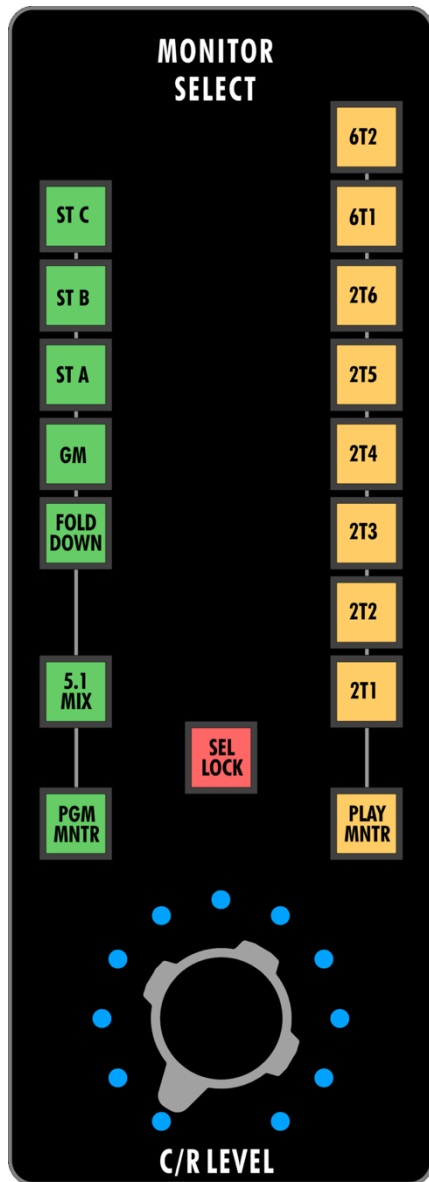 MONITOR
SELECT
6T2
ST C
6T1
ST B
2T6
ST A
2T5
GM
2T4
FOLD
DOWN
2T3
2T2
5.1
MIX
2T1
SEL
LOCK
PGM
MNTR
PLAY
MNTR
C/R LEVEL